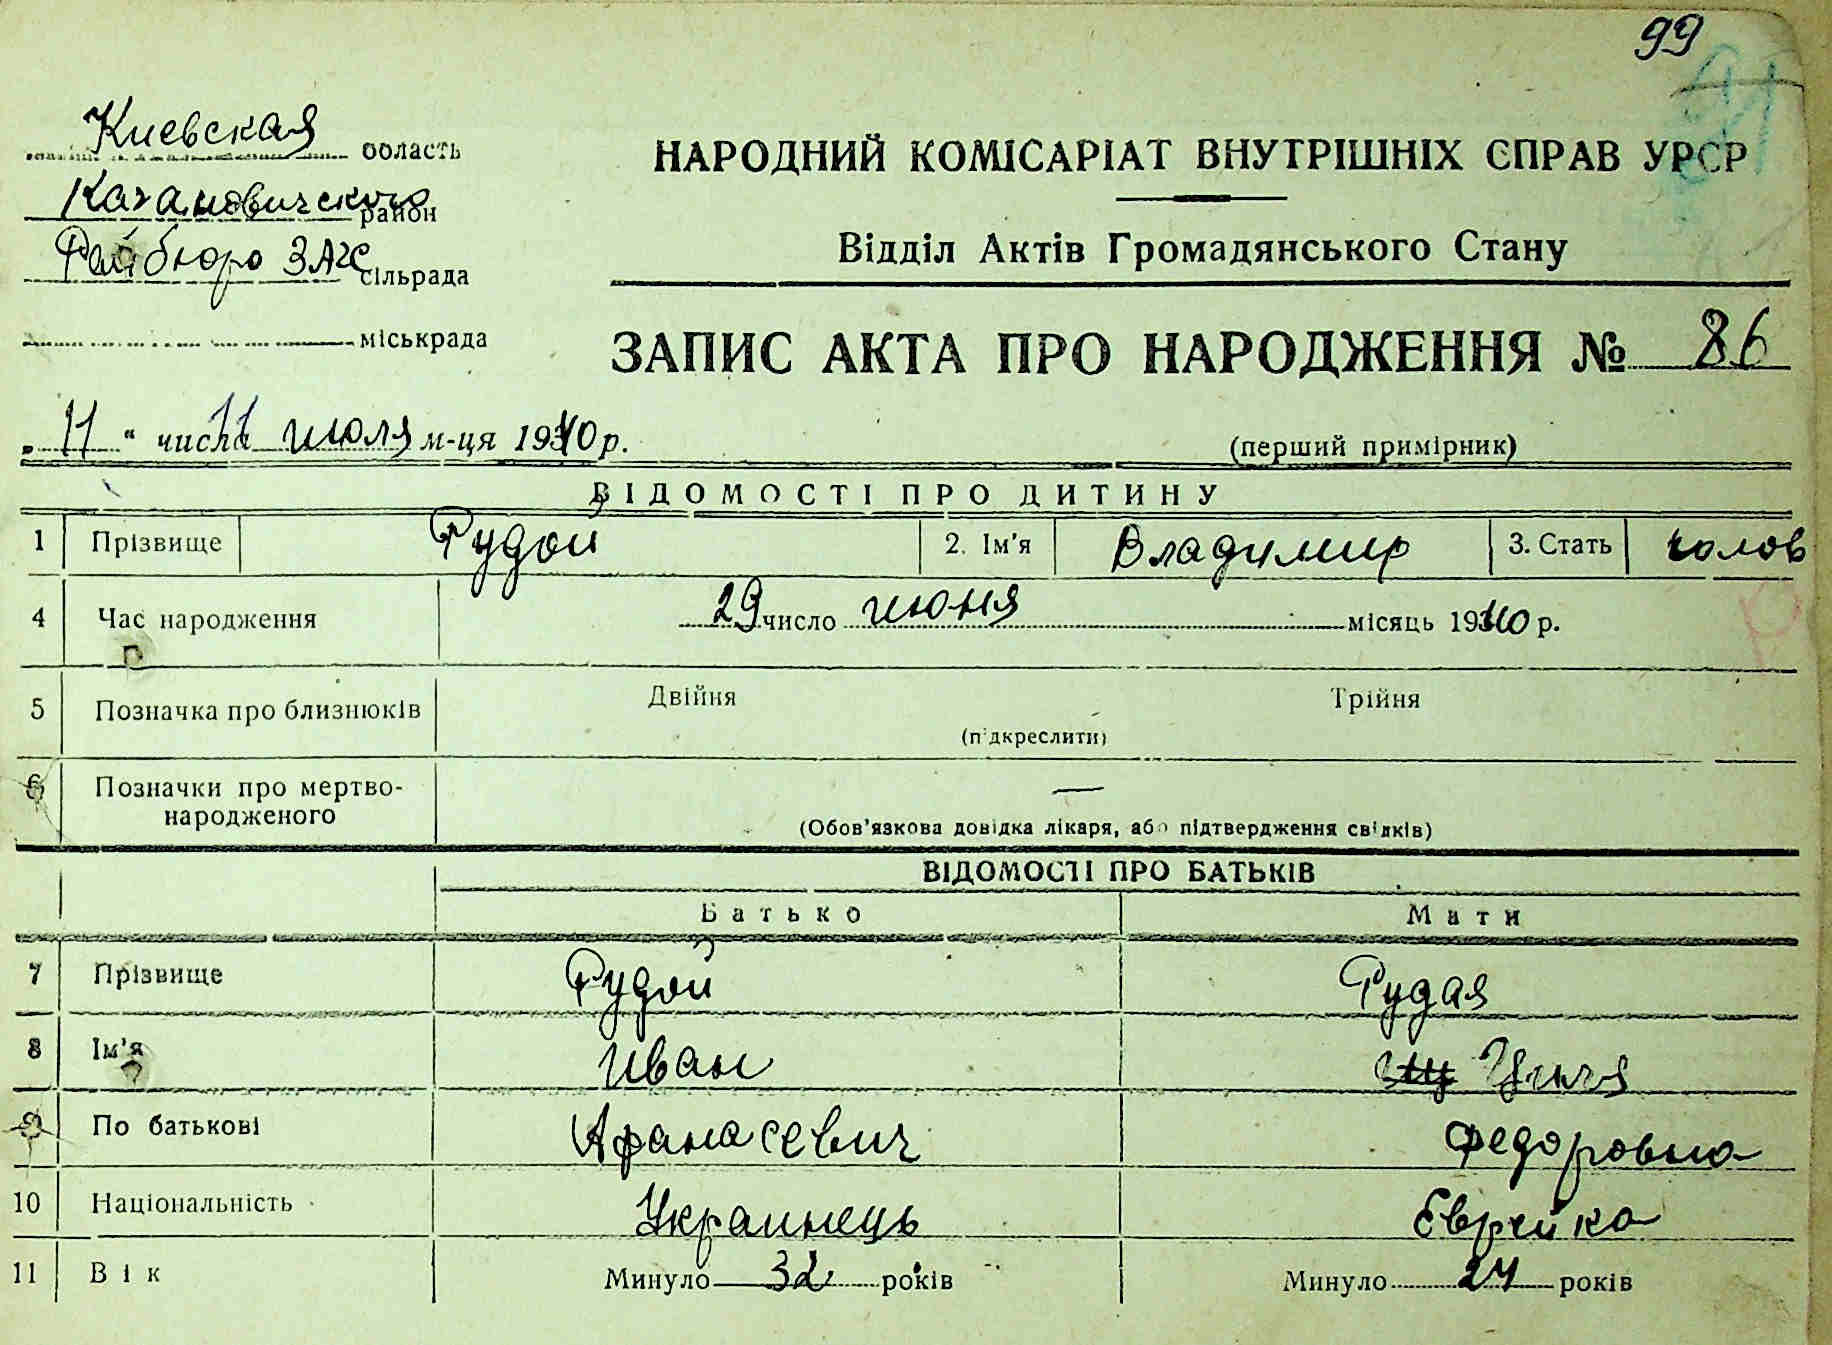 99
Киевская область
НАРОДНИЙ КОМІСАРІАТ ВНУТРІШНІХ СПРАВ УРСР
Кагановичского район
Райбюро ЗАГС сільрада
Відділ Актів Громадянського Стану
міськрада
ЗАПИС АКТА ПРО НАРОДЖЕННЯ № 86
„11“ числа июля м-ця 1940 р.
(перший примірник)
ВІДОМОСТІ ПРО ДИТИНУ
1 Прізвище Рудой 2. Ім'я Владимир 3. Стать чолов
4 Час народження 29 число июня місяць 1940 р.
5 Позначка про близнюків Двійня Трійня
(підкреслити)
6 Позначки про мертво-
народженого —
(Обов'язкова довідка лікаря, або підтвердження свідків)
ВІДОМОСТІ ПРО БАТЬКІВ
Батько Мати
7 Прізвище Рудой Рудая
8 Ім'я Иван Циля
9 По батькові Афанасевич Федоровна
10 Національність Украинець Єврейка
11 Вік Минуло 32 років Минуло 24 років